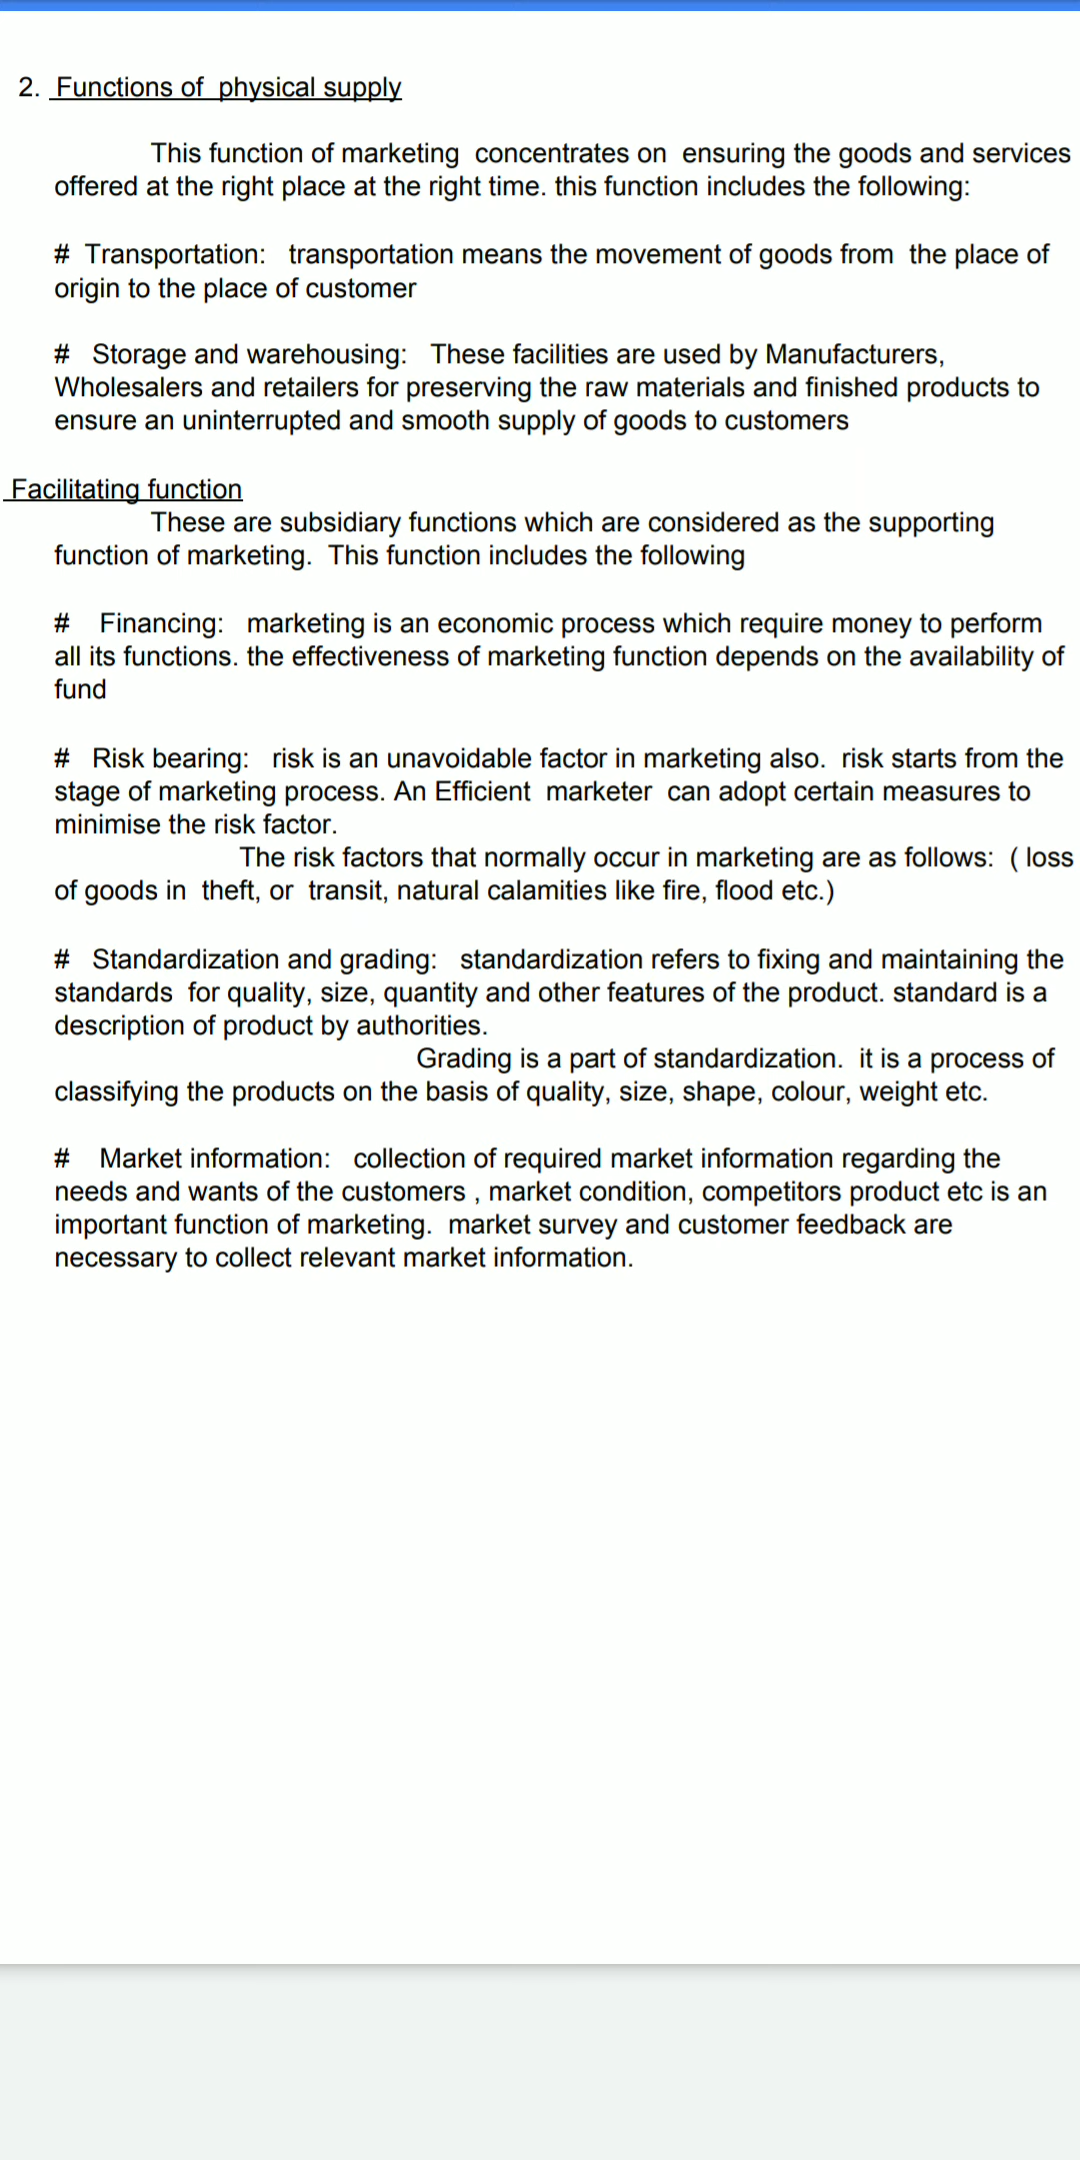 2. Functions of physical supply
This function of marketing concentrates on ensuring the goods and services
offered at the right place at the right time. this function includes the following:
# Transportation: transportation means the movement of goods from the place of
origin to the place of customer
# Storage and warehousing: These facilities are used by Manufacturers,
Wholesalers and retailers for preserving the raw materials and finished products to
ensure an uninterrupted and smooth supply of goods to customers
Facilitating function
These are subsidiary functions which are considered as the supporting
function of marketing. This function includes the following
# Financing: marketing is an economic process which require money to perform
all its functions. the effectiveness of marketing function depends on the availability of
fund
# Risk bearing: risk is an unavoidable factor in marketing also. risk starts from the
stage of marketing process. An Efficient marketer can adopt certain measures to
minimise the risk factor.
The risk factors that normally occur in marketing are as follows: ( loss
of goods in theft, or transit, natural calamities like fire, flood etc.)
# Standardization and grading: standardization refers to fixing and maintaining the
standards for quality, size, quantity and other features of the product. standard is a
description of product by authorities.
Grading is a part of standardization. it is a process of
classifying the products on the basis of quality, size, shape, colour, weight etc.
# Market information: collection of required market information regarding the
needs and wants of the customers , market condition, competitors product etc is an
important function of marketing. market survey and customer feedback are
necessary to collect relevant market information.